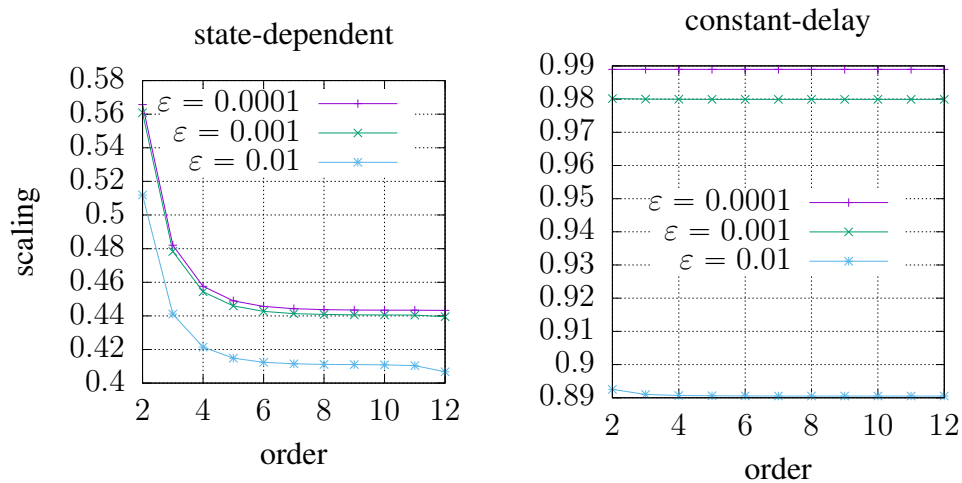 state-dependent
0.58
0.56
0.54
0.52
0.5
0.48
0.46
0.44
0.42
0.4
scaling
ε = 0.0001
ε = 0.001
ε = 0.01
2 4 6 8 10 12
order
constant-delay
0.99
0.98
0.97
0.96
0.95
0.94
0.93
0.92
0.91
0.9
0.89
ε = 0.0001
ε = 0.001
ε = 0.01
2 4 6 8 10 12
order